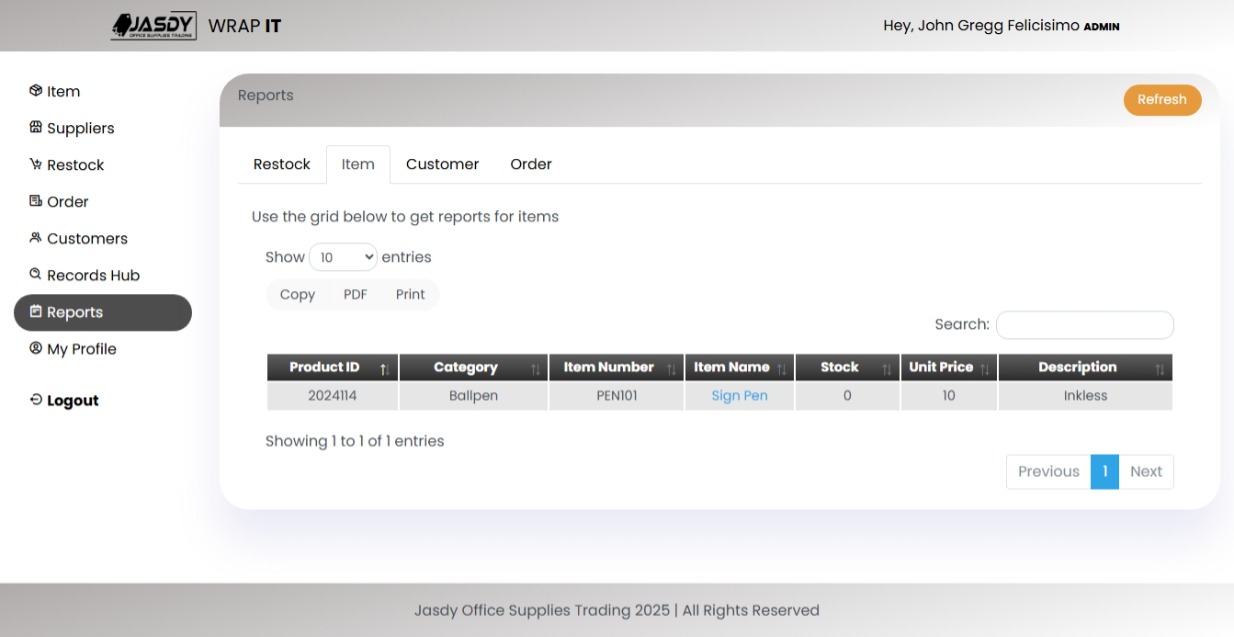 JASDY
OFFICE SUPPLIES TRADING
WRAP IT
Hey, John Gregg Felicisimo ADMIN
Item
Suppliers
Restock
Order
Customers
Records Hub
Reports
My Profile
Logout
Reports
Refresh
Restock Item Customer Order
Use the grid below to get reports for items
Show 10 entries
Copy PDF Print
Search:
Product ID Category Item Number Item Name Stock Unit Price Description
2024114 Ballpen PEN101 Sign Pen 0 10 Inkless
Showing 1 to 1 of 1 entries
Previous 1 Next
Jasdy Office Supplies Trading 2025 | All Rights Reserved